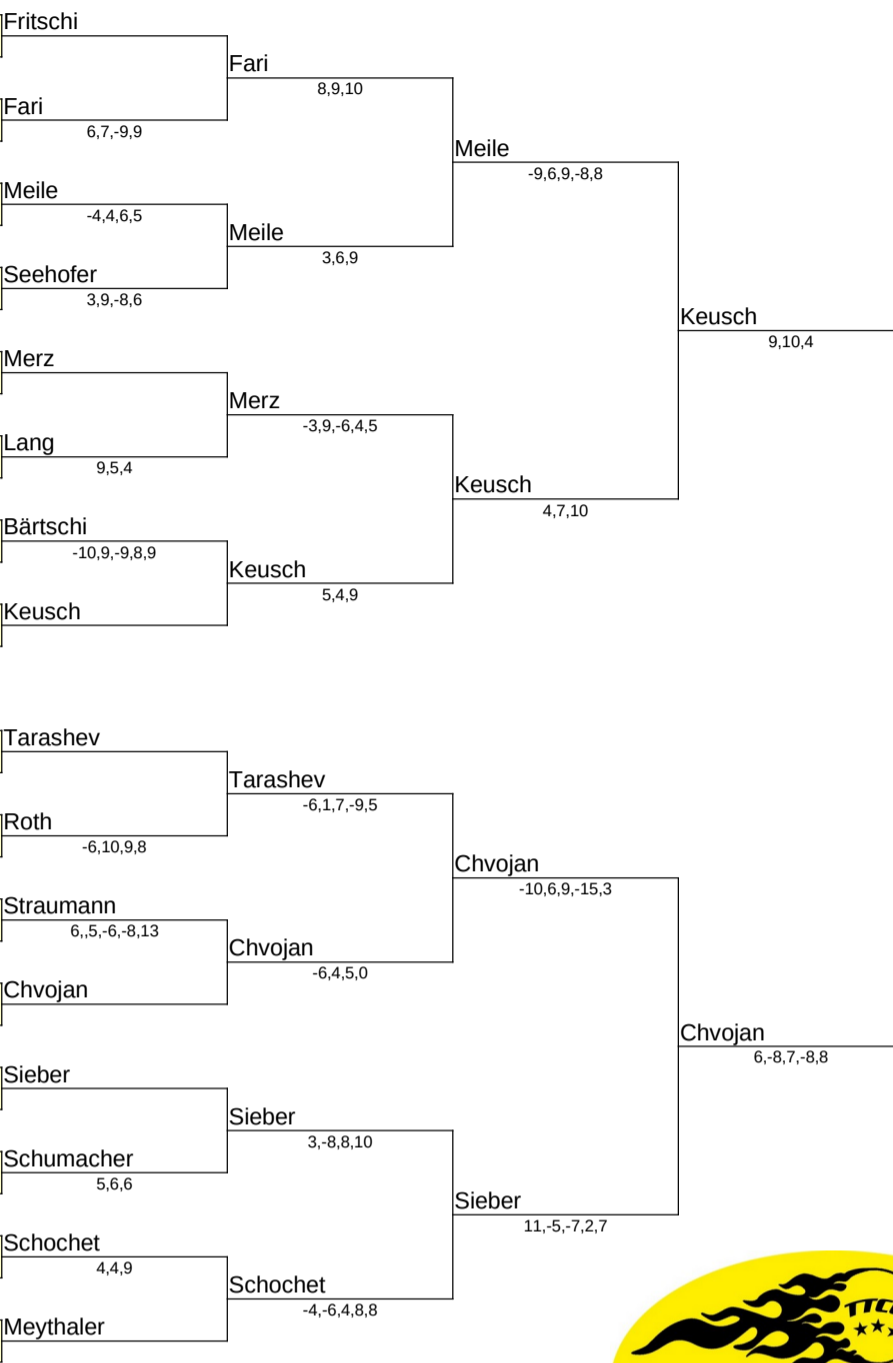 Fritschi
Fari
8,9,10
Fari
6,7,-9,9
Meile
-9,6,9,-8,8
Meile
-4,4,6,5
Meile
3,6,9
Seehofer
3,9,-8,6
Keusch
9,10,4
Merz
Merz
-3,9,-6,4,5
Lang
9,5,4
Keusch
4,7,10
Bärtschi
-10,9,-9,8,9
Keusch
5,4,9
Keusch
Tarashev
Tarashev
-6,1,7,-9,5
Roth
-6,10,9,8
Chvojan
-10,6,9,-15,3
Straumann
6,,5,-6,-8,13
Chvojan
-6,4,5,0
Chvojan
Chvojan
6,-8,7,-8,8
Sieber
Sieber
3,-8,8,10
Schumacher
5,6,6
Sieber
11,-5,-7,2,7
Schochet
4,4,9
Schochet
-4,-6,4,8,8
Meythaler